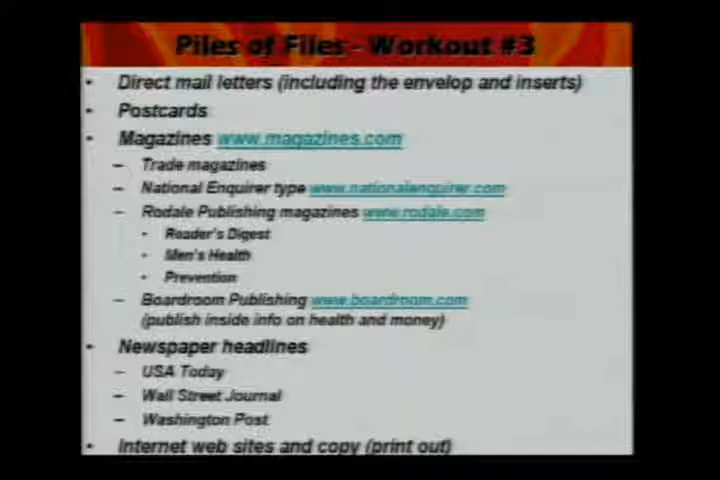 Piles of Files - Workout #3
• Direct mail letters (including the envelop and inserts)
• Postcards
• Magazines www.magazines.com
– Trade magazines
– National Enquirer type www.nationalenquirer.com
– Rodale Publishing magazines www.rodale.com
• Reader's Digest
• Men's Health
• Prevention
– Boardroom Publishing www.boardroom.com
(publish inside info on health and money)
• Newspaper headlines
– USA Today
– Wall Street Journal
– Washington Post
• Internet web sites and copy (print out)